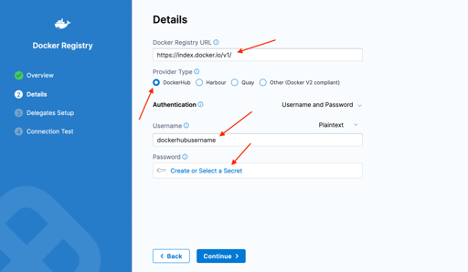 Docker Registry
Overview
2 Details
3 Delegates Setup
4 Connection Test
Details
Docker Registry URL
https://index.docker.io/v1/
Provider Type
DockerHub Harbour Quay Other (Docker V2 compliant)
Authentication Username and Password
Username Plaintext
dockerhubusername
Password
Create or Select a Secret
< Back Continue >